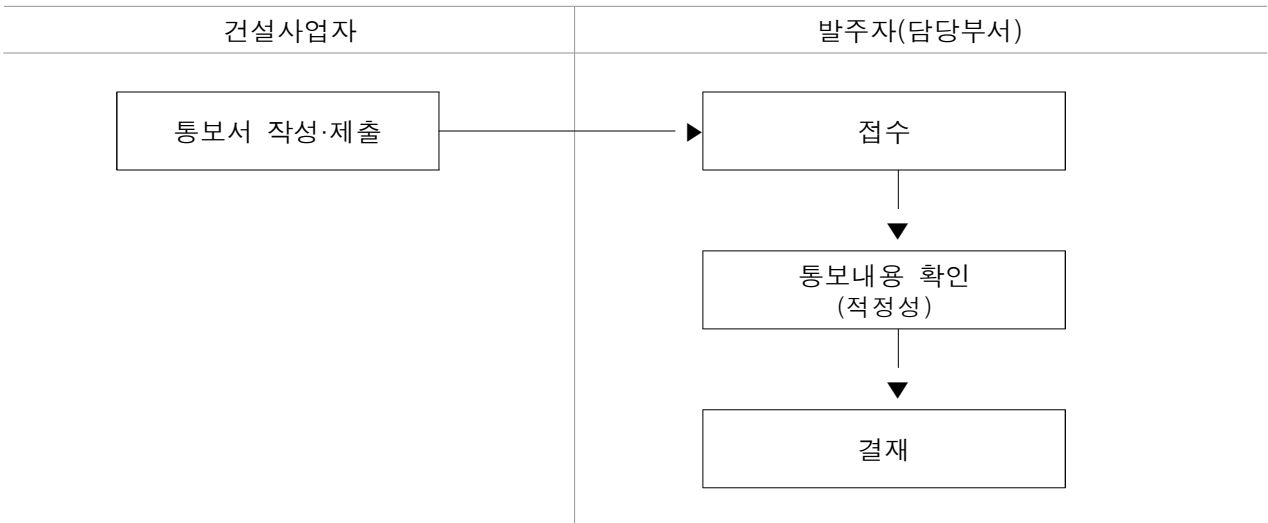 건설사업자
발주자(담당부서)
통보서 작성·제출
접수
통보내용 확인
(적정성)
결재